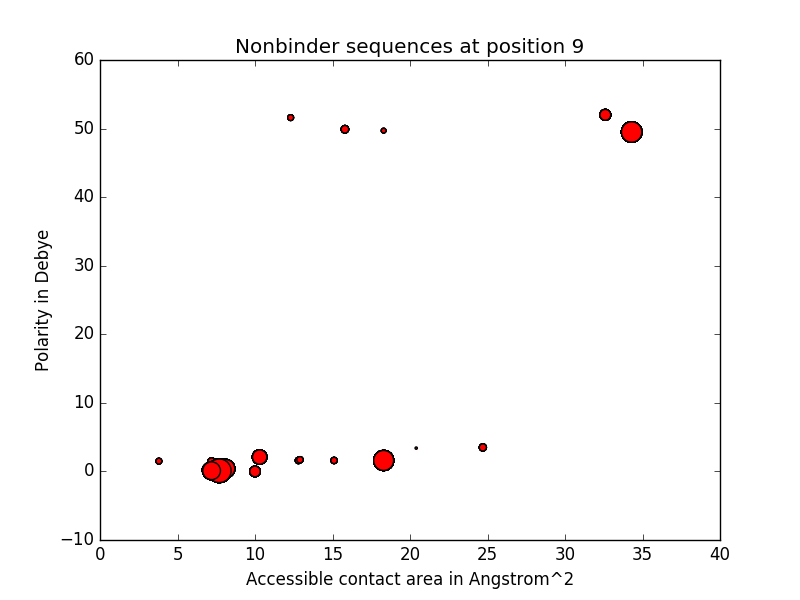 Nonbinder sequences at position 9
60
50
40
30
20
10
0
−10
Polarity in Debye
0 5 10 15 20 25 30 35 40
Accessible contact area in Angstrom^2